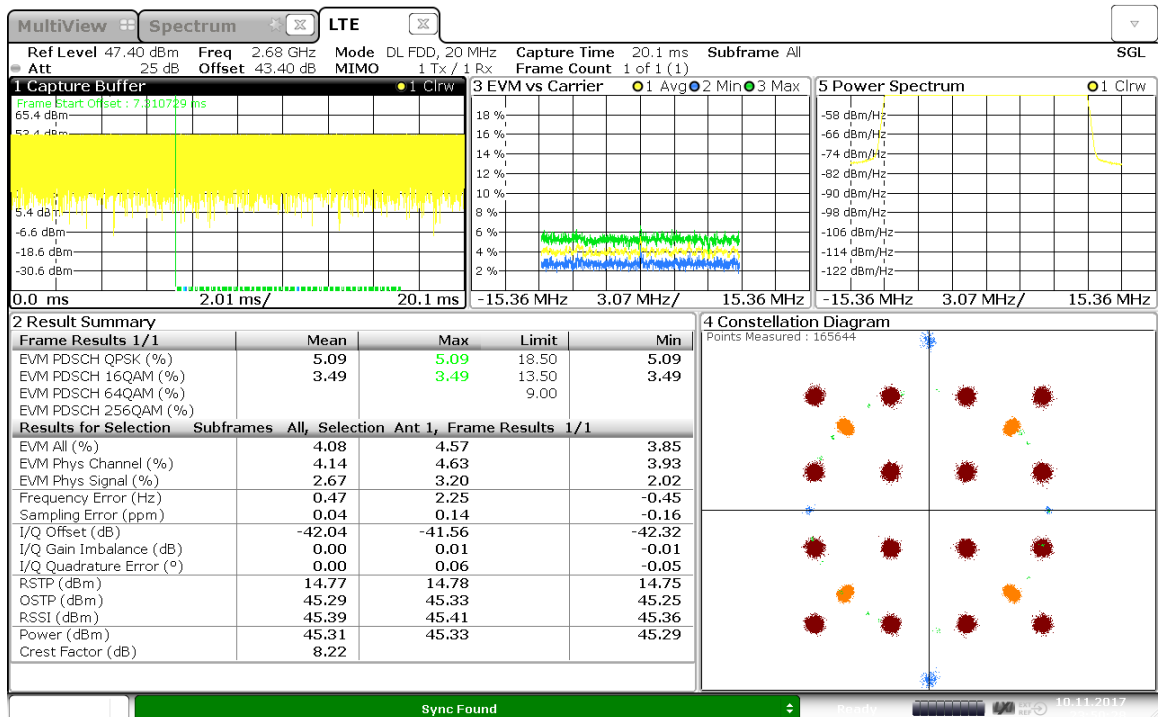 MultiView Spectrum LTE
Ref Level 47.40 dBm Freq 2.68 GHz Mode DL FDD, 20 MHz Capture Time 20.1 ms Subframe All SGL
Att 25 dB Offset 43.40 dB MIMO 1 Tx / 1 Rx Frame Count 1 of 1 (1)
1 Capture Buffer 1 Clrw
Frame Start Offset : 7.310729 ms
65.4 dBm
53.4 dBm
5.4 dBm
-6.6 dBm
-18.6 dBm
-30.6 dBm
0.0 ms 2.01 ms/ 20.1 ms
3 EVM vs Carrier 1 Avg 2 Min 3 Max
18 %
16 %
14 %
12 %
10 %
8 %
6 %
4 %
2 %
-15.36 MHz 3.07 MHz/ 15.36 MHz
5 Power Spectrum 1 Clrw
-58 dBm/Hz
-66 dBm/Hz
-74 dBm/Hz
-82 dBm/Hz
-90 dBm/Hz
-98 dBm/Hz
-106 dBm/Hz
-114 dBm/Hz
-122 dBm/Hz
-15.36 MHz 3.07 MHz/ 15.36 MHz
2 Result Summary
Frame Results 1/1 Mean Max Limit Min
EVM PDSCH QPSK (%) 5.09 5.09 18.50 5.09
EVM PDSCH 16QAM (%) 3.49 3.49 13.50 3.49
EVM PDSCH 64QAM (%) 9.00
EVM PDSCH 256QAM (%)
Results for Selection Subframes All, Selection Ant 1, Frame Results 1/1
EVM All (%) 4.08 4.57 3.85
EVM Phys Channel (%) 4.14 4.63 3.93
EVM Phys Signal (%) 2.67 3.20 2.02
Frequency Error (Hz) 0.47 2.25 -0.45
Sampling Error (ppm) 0.04 0.14 -0.16
I/Q Offset (dB) -42.04 -41.56 -42.32
I/Q Gain Imbalance (dB) 0.00 0.01 -0.01
I/Q Quadrature Error (°) 0.00 0.06 -0.05
RSTP (dBm) 14.77 14.78 14.75
OSTP (dBm) 45.29 45.33 45.25
RSSI (dBm) 45.39 45.41 45.36
Power (dBm) 45.31 45.33 45.29
Crest Factor (dB) 8.22
4 Constellation Diagram
Points Measured : 165644
Sync Found
Ready
LXI
EXT
REF
10.11.2017